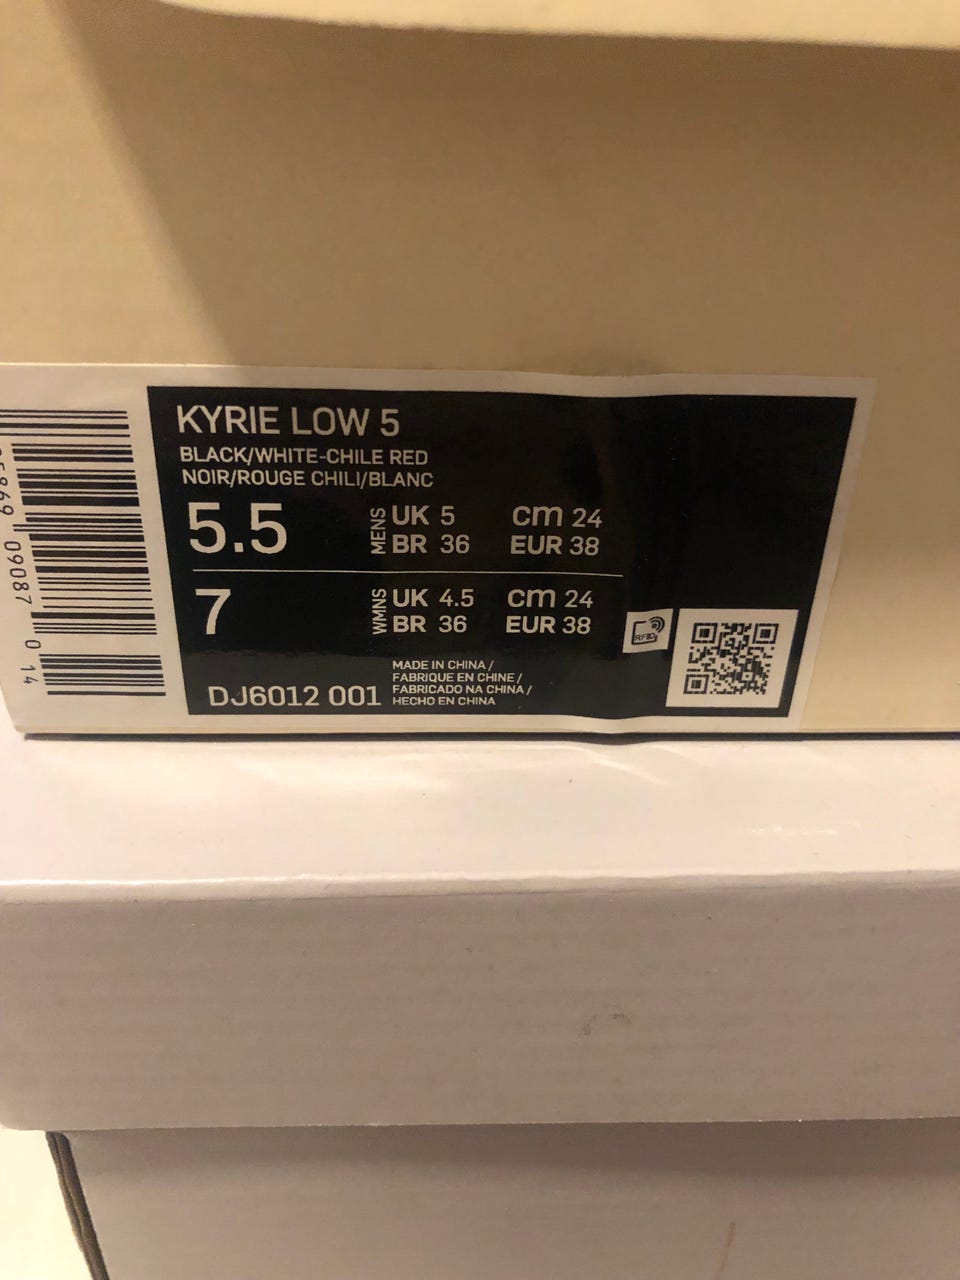 KYRIE LOW 5
BLACK/WHITE-CHILE RED
NOIR/ROUGE CHILI/BLANC
5.5 MENS UK 5 cm 24
BR 36 EUR 38
7 WMNS UK 4.5 cm 24
BR 36 EUR 38
RFID
MADE IN CHINA /
FABRIQUE EN CHINE /
FABRICADO NA CHINA /
HECHO EN CHINA
DJ6012 001
09087 0 14